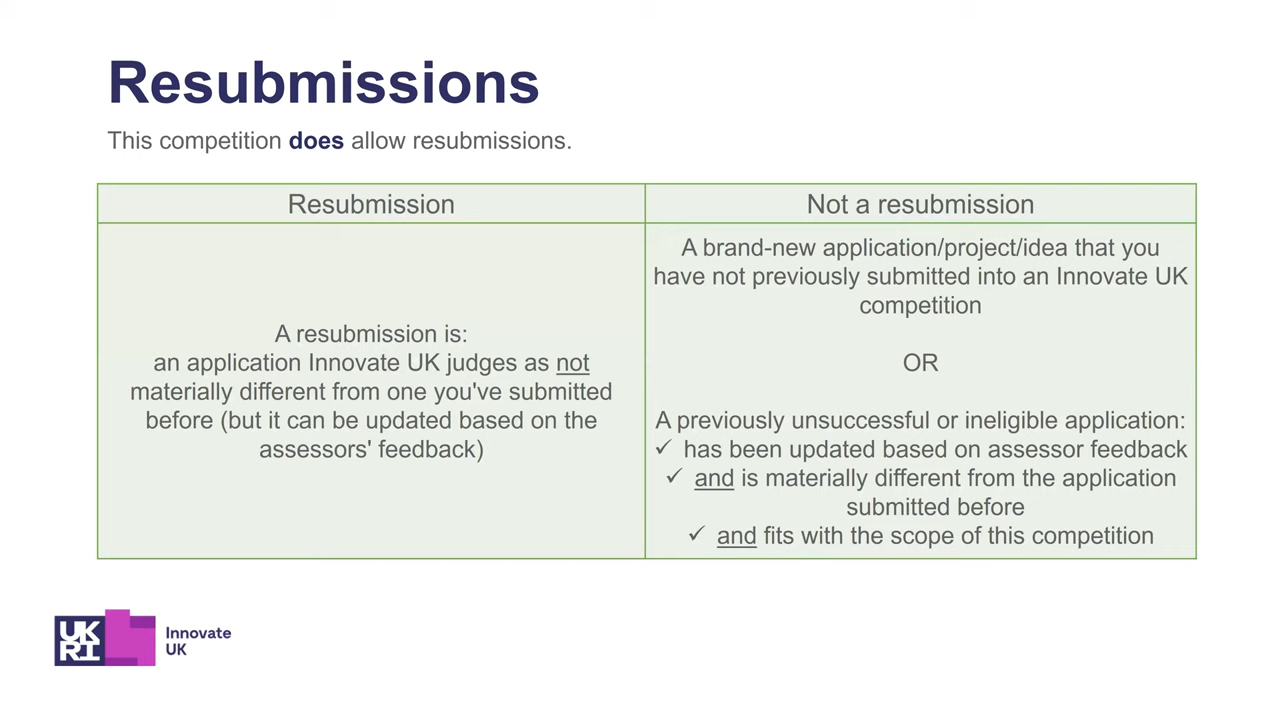 Resubmissions
This competition does allow resubmissions.
Resubmission
A resubmission is:
an application Innovate UK judges as not
materially different from one you've submitted
before (but it can be updated based on the
assessors' feedback)
Not a resubmission
A brand-new application/project/idea that you
have not previously submitted into an Innovate UK
competition
OR
A previously unsuccessful or ineligible application:
✓ has been updated based on assessor feedback
✓ and is materially different from the application
submitted before
✓ and fits with the scope of this competition
UK
RI
Innovate
UK